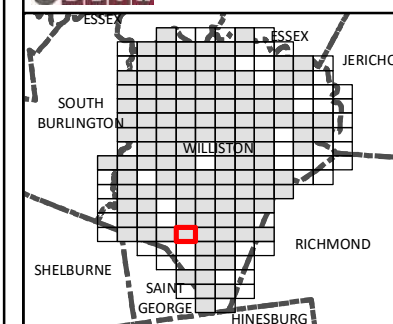 ESSEX
ESSEX
JERICHO
SOUTH
BURLINGTON
WILLISTON
RICHMOND
SHELBURNE
SAINT
GEORGE
HINESBURG